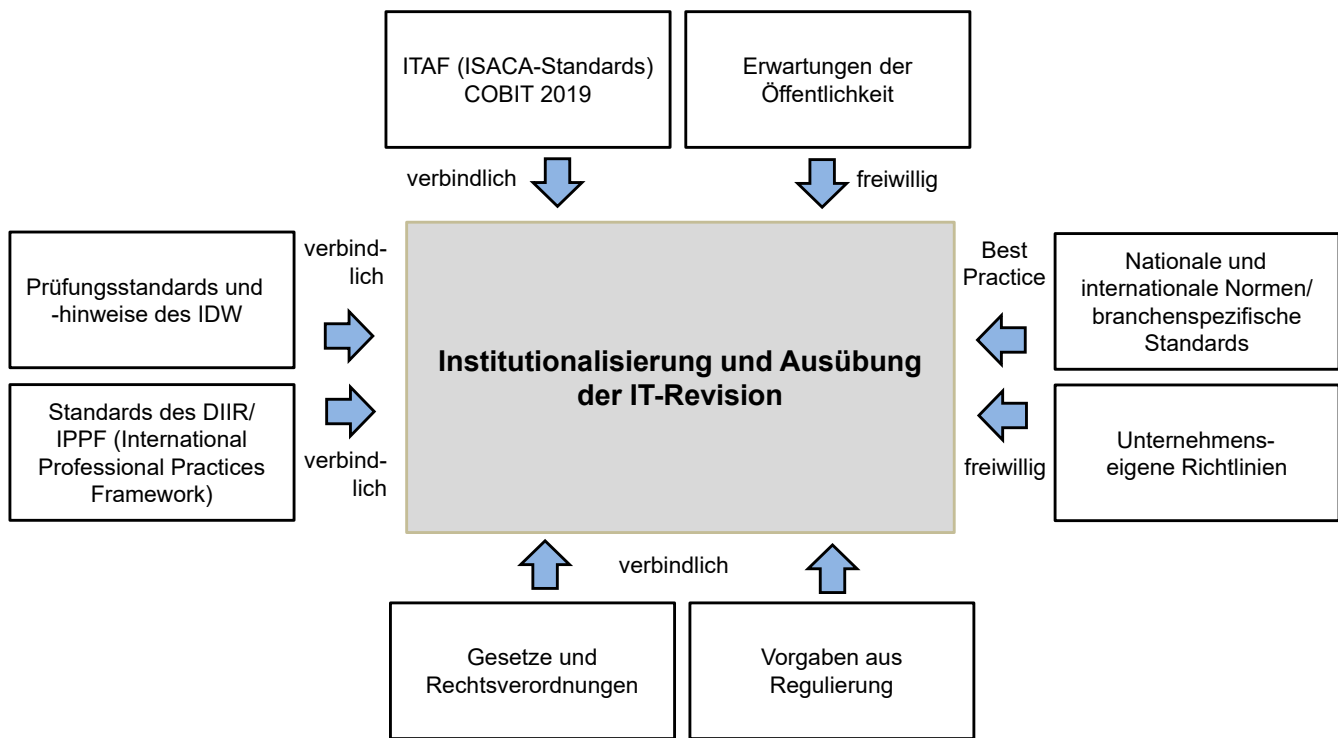 ITAF (ISACA-Standards)
COBIT 2019
Erwartungen der
Öffentlichkeit
verbindlich
freiwillig
Prüfungsstandards und
-hinweise des IDW
verbind-
lich
Standards des DIIR/
IPPF (International
Professional Practices
Framework)
verbind-
lich
Institutionalisierung und Ausübung
der IT-Revision
Best
Practice
Nationale und
internationale Normen/
branchenspezifische
Standards
freiwillig
Unternehmens-
eigene Richtlinien
verbindlich
Gesetze und
Rechtsverordnungen
Vorgaben aus
Regulierung